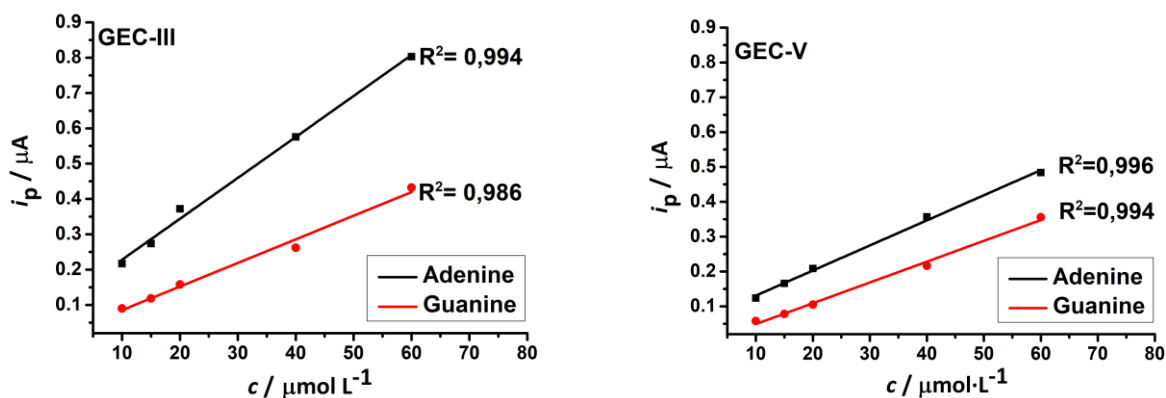 GEC-III
0.9
0.8
0.7
0.6
0.5
0.4
0.3
0.2
0.1
i_p / μA
R²= 0,994
R²= 0,986
Adenine
Guanine
10 20 30 40 50 60 70 80
c / μmol L⁻¹
GEC-V
0.9
0.8
0.7
0.6
0.5
0.4
0.3
0.2
0.1
i_p / μA
R²=0,996
R²=0,994
Adenine
Guanine
10 20 30 40 50 60 70 80
c / μmol·L⁻¹